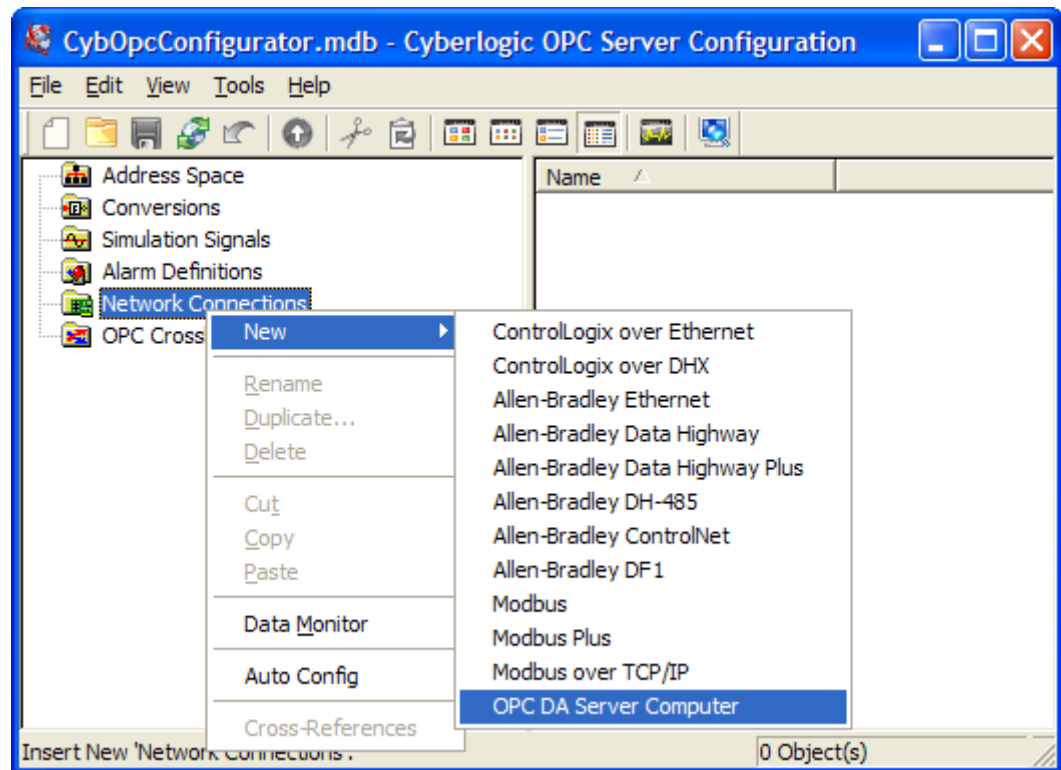 CybOpcConfigurator.mdb - Cyberlogic OPC Server Configuration
File Edit View Tools Help
Address Space
Conversions
Simulation Signals
Alarm Definitions
Network Connections
OPC Cross
Name
New
Rename
Duplicate...
Delete
Cut
Copy
Paste
Data Monitor
Auto Config
Cross-References
ControlLogix over Ethernet
ControlLogix over DHX
Allen-Bradley Ethernet
Allen-Bradley Data Highway
Allen-Bradley Data Highway Plus
Allen-Bradley DH-485
Allen-Bradley ControlNet
Allen-Bradley DF1
Modbus
Modbus Plus
Modbus over TCP/IP
OPC DA Server Computer
Insert New 'Network Connections'.
0 Object(s)